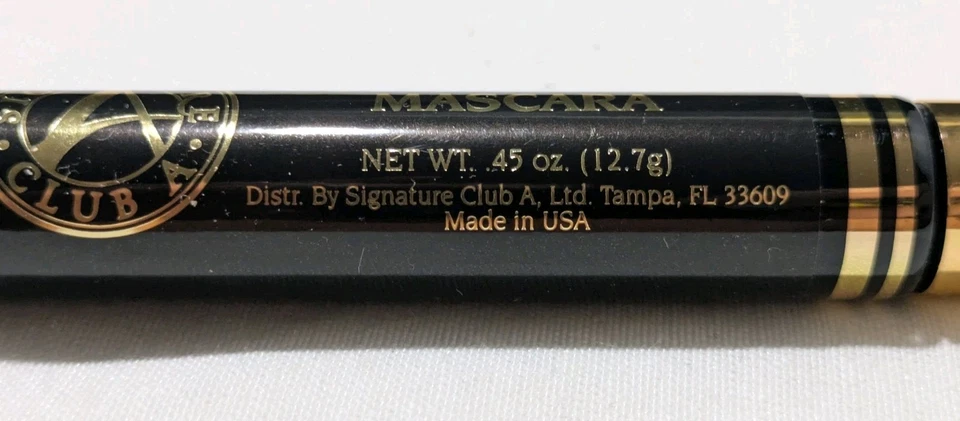 MASCARA
NET WT. .45 oz. (12.7g)
Distr. By Signature Club A, Ltd. Tampa, FL 33609
Made in USA
CLUB A